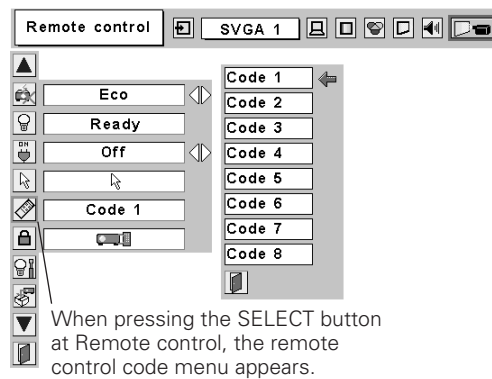 Remote control
SVGA 1
Eco
Ready
ON
Off
Code 1
Code 1
Code 2
Code 3
Code 4
Code 5
Code 6
Code 7
Code 8
When pressing the SELECT button
at Remote control, the remote
control code menu appears.